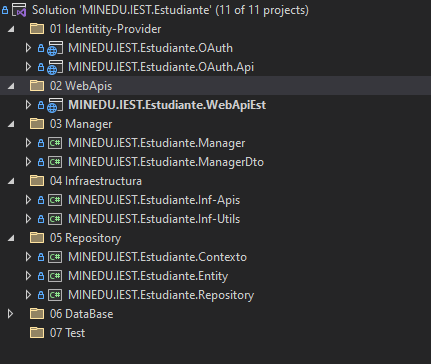 Solution 'MINEDU.IEST.Estudiante' (11 of 11 projects)
01 Identitity-Provider
MINEDU.IEST.Estudiante.OAuth
MINEDU.IEST.Estudiante.OAuth.Api
02 WebApis
MINEDU.IEST.Estudiante.WebApiEst
03 Manager
C# MINEDU.IEST.Estudiante.Manager
C# MINEDU.IEST.Estudiante.ManagerDto
04 Infraestructura
C# MINEDU.IEST.Estudiante.Inf-Apis
C# MINEDU.IEST.Estudiante.Inf-Utils
05 Repository
C# MINEDU.IEST.Estudiante.Contexto
C# MINEDU.IEST.Estudiante.Entity
C# MINEDU.IEST.Estudiante.Repository
06 DataBase
07 Test